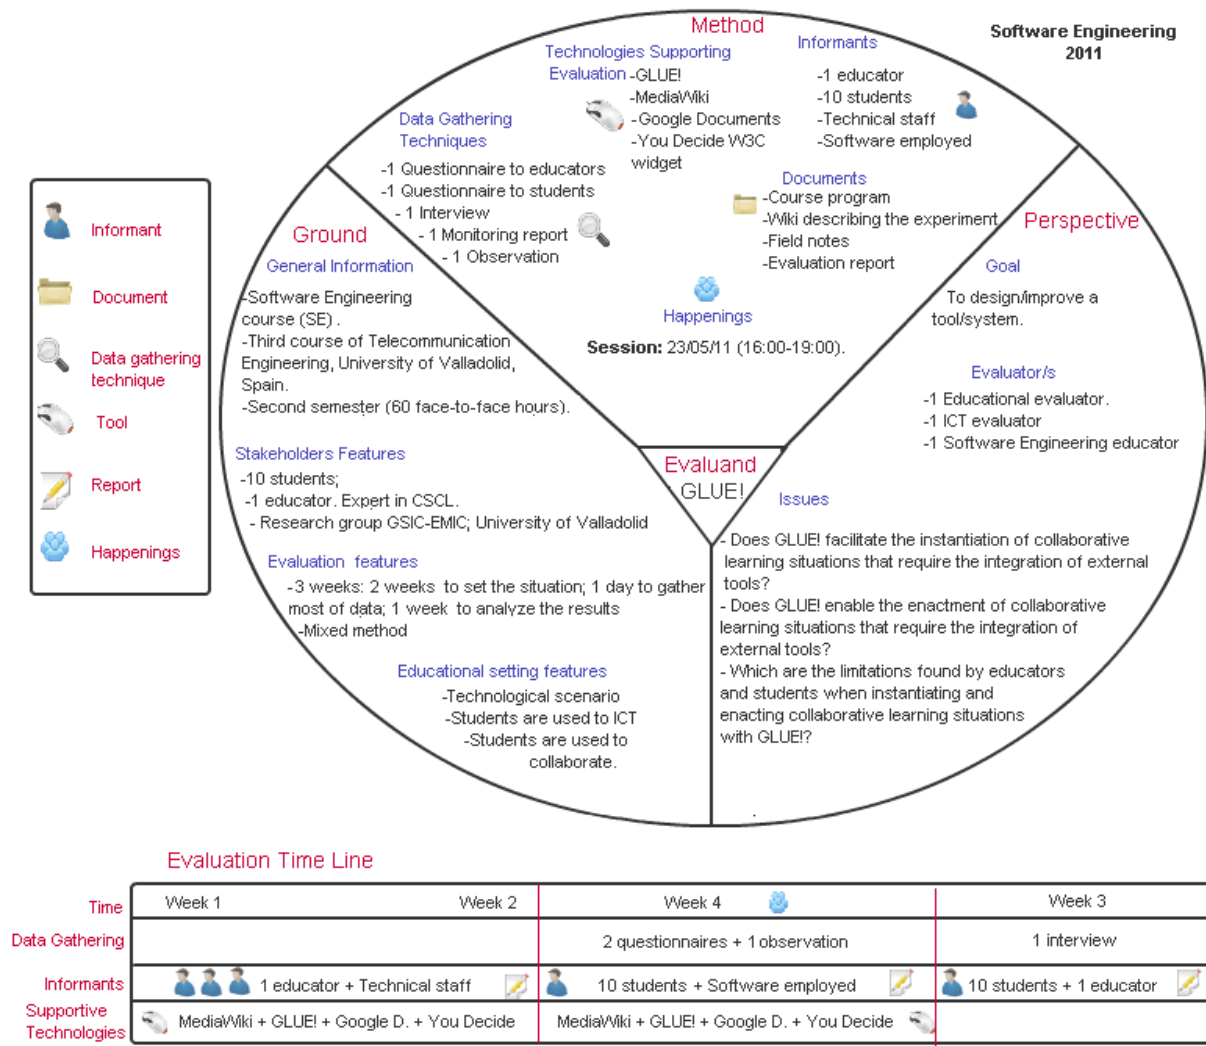 Software Engineering
2011
Method
Technologies Supporting
Evaluation
-GLUE!
-MediaWiki
-Google Documents
-You Decide W3C
widget
Informants
-1 educator
-10 students
-Technical staff
-Software employed
Data Gathering
Techniques
-1 Questionnaire to educators
-1 Questionnaire to students
- 1 Interview
- 1 Monitoring report
- 1 Observation
Documents
-Course program
-Wiki describing the experiment
-Field notes
-Evaluation report
Happenings
Session: 23/05/11 (16:00-19:00).
Informant
Document
Data gathering
technique
Tool
Report
Happenings
Ground
General Information
-Software Engineering
course (SE) .
-Third course of Telecommunication
Engineering, University of Valladolid,
Spain.
-Second semester (60 face-to-face hours).
Stakeholders Features
-10 students;
-1 educator. Expert in CSCL.
- Research group GSIC-EMIC; University of Valladolid
Evaluation features
-3 weeks: 2 weeks to set the situation; 1 day to gather
most of data; 1 week to analyze the results
-Mixed method
Educational setting features
-Technological scenario
-Students are used to ICT
-Students are used to
collaborate.
Evaluand
GLUE!
Perspective
Goal
To design/improve a
tool/system.
Evaluator/s
-1 Educational evaluator.
-1 ICT evaluator
-1 Software Engineering educator
Issues
- Does GLUE! facilitate the instantiation of collaborative
learning situations that require the integration of external
tools?
- Does GLUE! enable the enactment of collaborative
learning situations that require the integration of
external tools?
- Which are the limitations found by educators
and students when instantiating and
enacting collaborative learning situations
with GLUE!?
Evaluation Time Line
Time Week 1 Week 2 Week 4 Week 3
Data Gathering 2 questionnaires + 1 observation 1 interview
Informants 1 educator + Technical staff 10 students + Software employed 10 students + 1 educator
Supportive
Technologies
MediaWiki + GLUE! + Google D. + You Decide MediaWiki + GLUE! + Google D. + You Decide